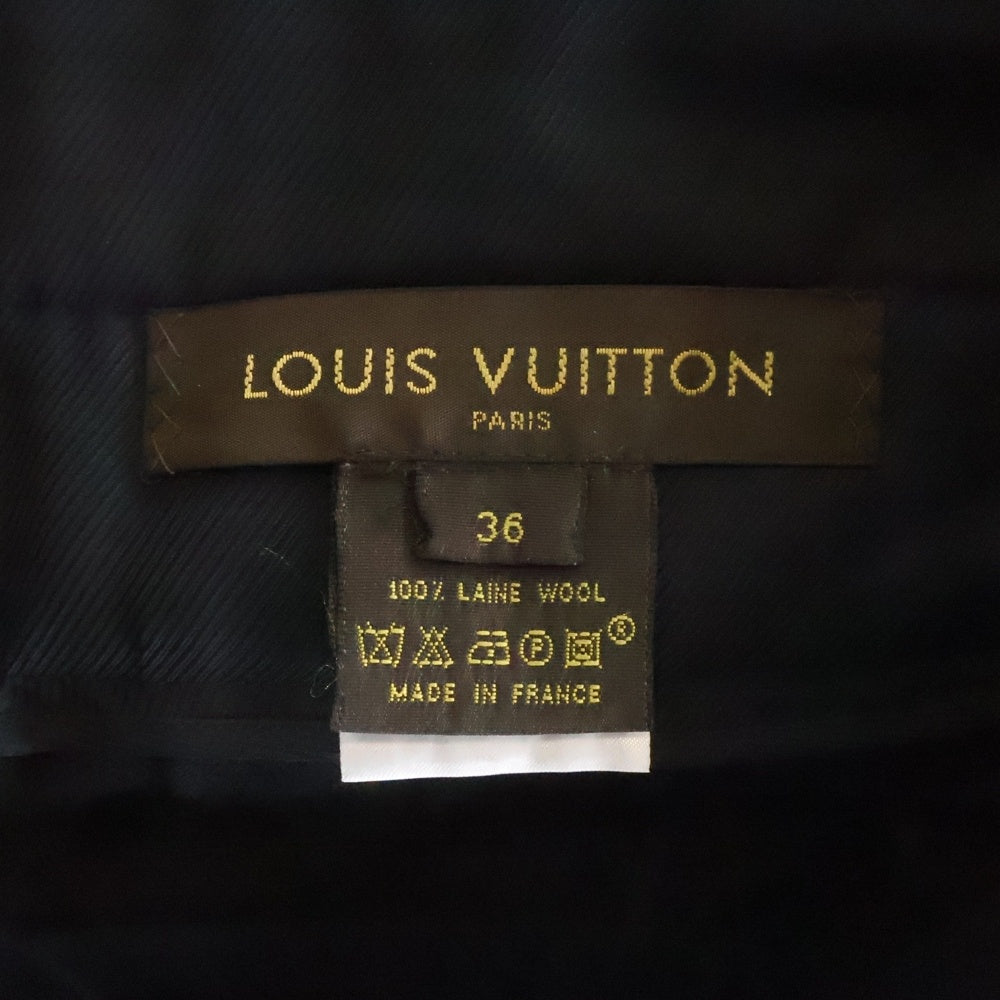 LOUIS VUITTON
PARIS
36
100% LAINE WOOL
P ®
MADE IN FRANCE